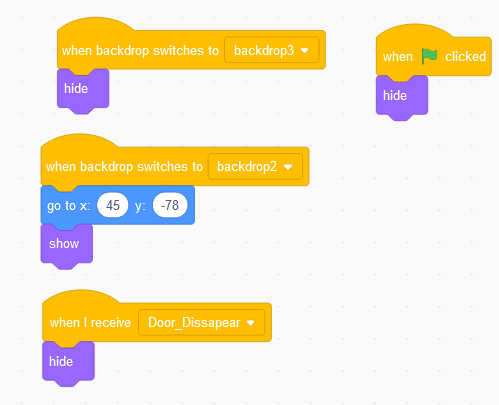 when backdrop switches to backdrop3
hide
when clicked
hide
when backdrop switches to backdrop2
go to x: 45 y: -78
show
when I receive Door_Dissapear
hide